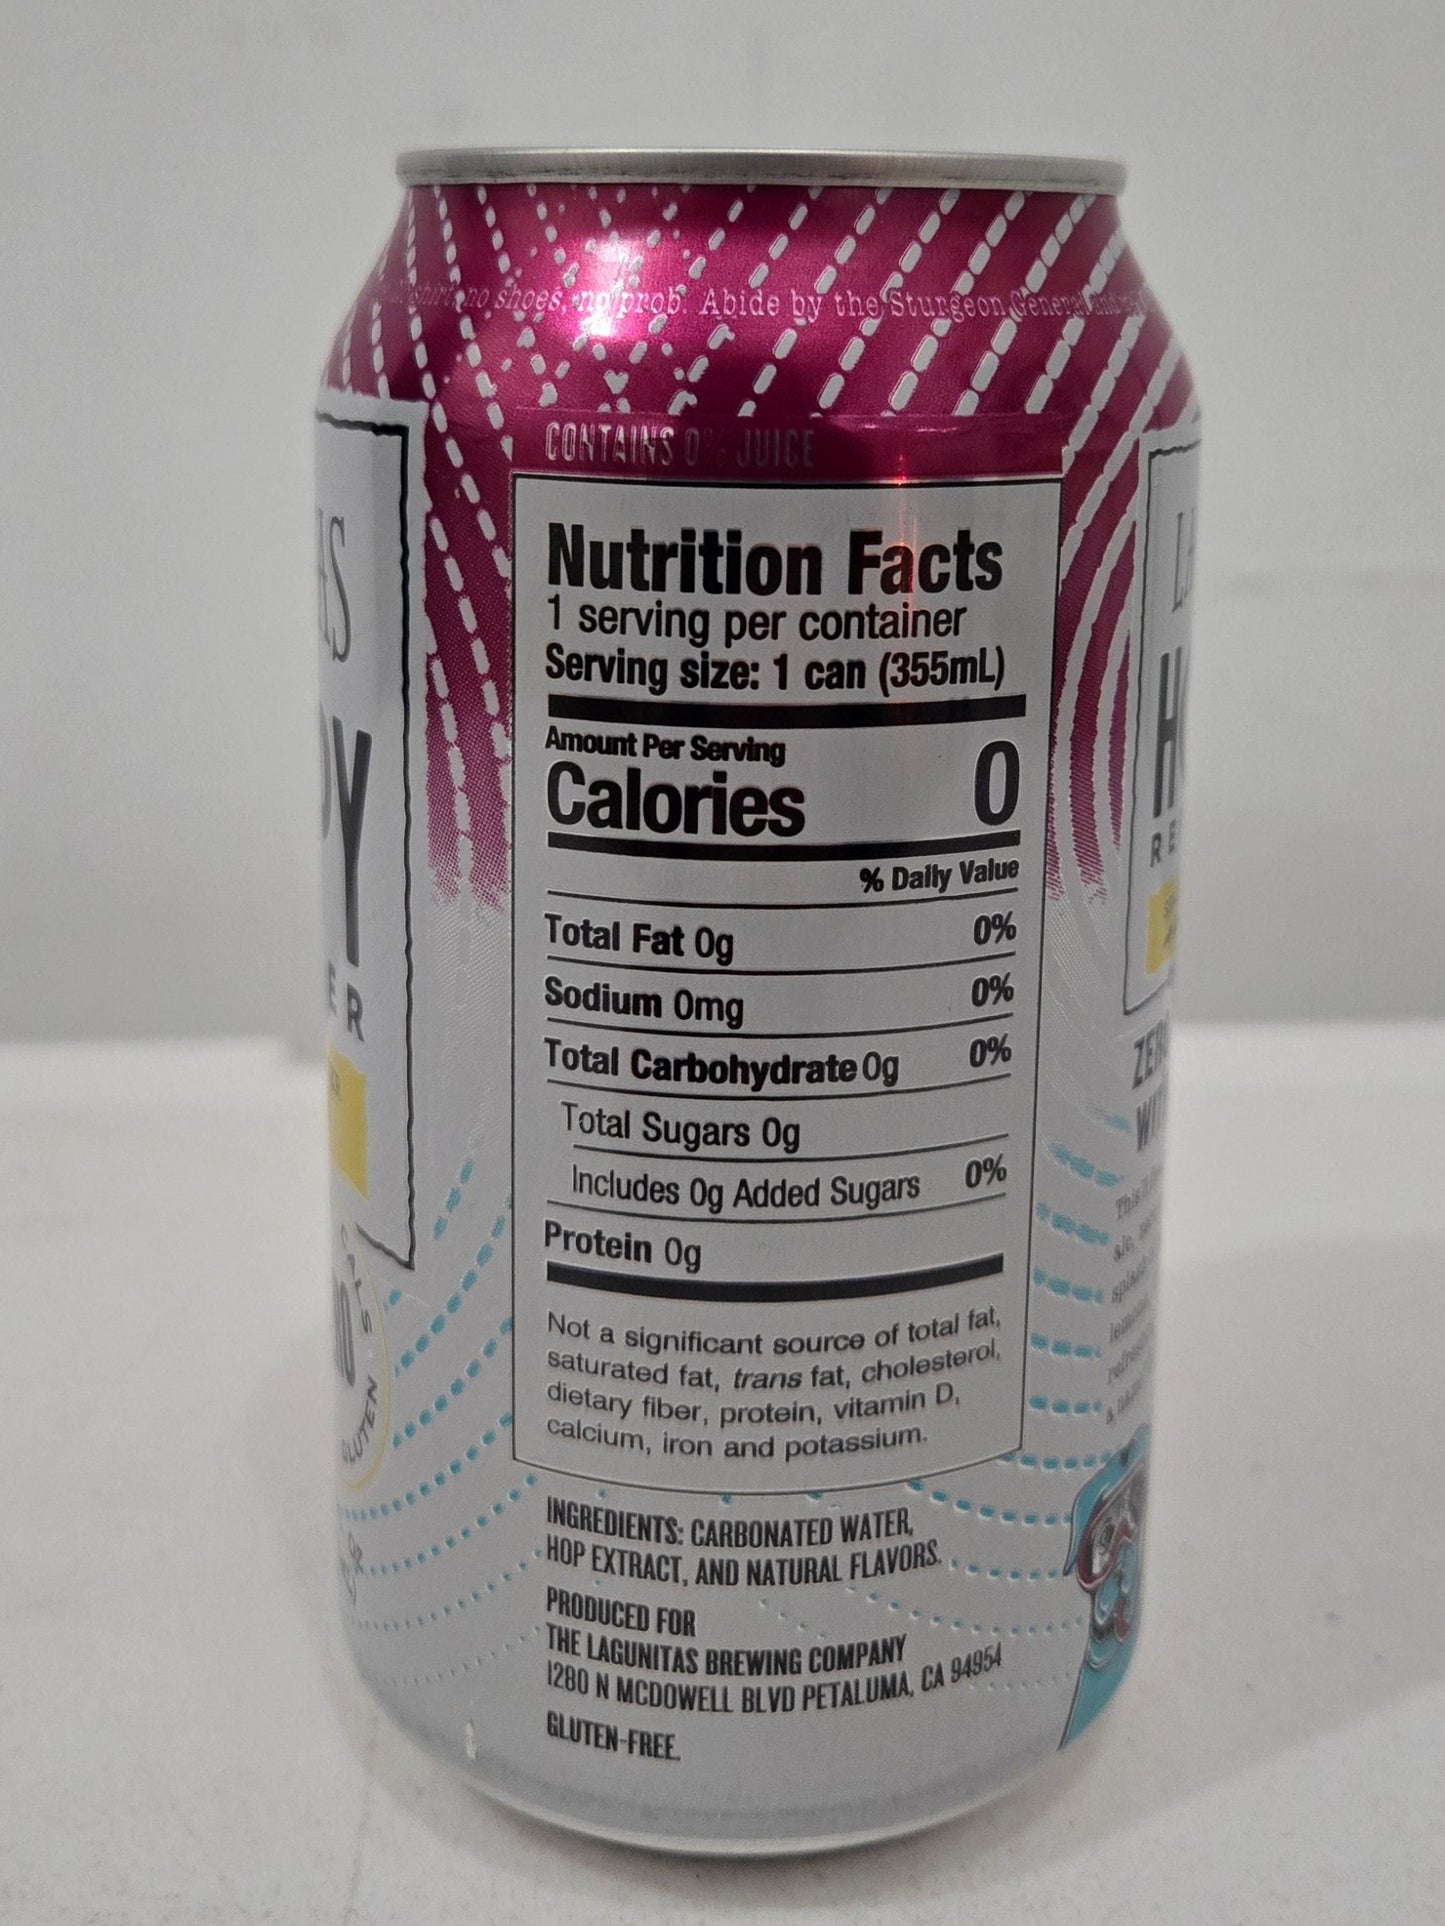 no shoes, no prob. Abide by the Sturgeon General
CONTAINS 0% JUICE
Nutrition Facts
1 serving per container
Serving size: 1 can (355mL)
Amount Per Serving
Calories 0
% Daily Value
Total Fat 0g 0%
Sodium 0mg 0%
Total Carbohydrate 0g 0%
Total Sugars 0g
Includes 0g Added Sugars 0%
Protein 0g
Not a significant source of total fat,
saturated fat, trans fat, cholesterol,
dietary fiber, protein, vitamin D,
calcium, iron and potassium.
INGREDIENTS: CARBONATED WATER,
HOP EXTRACT, AND NATURAL FLAVORS.
PRODUCED FOR
THE LAGUNITAS BREWING COMPANY
1280 N MCDOWELL BLVD PETALUMA, CA 94954
GLUTEN-FREE.
CALS
GLUTEN
OZ